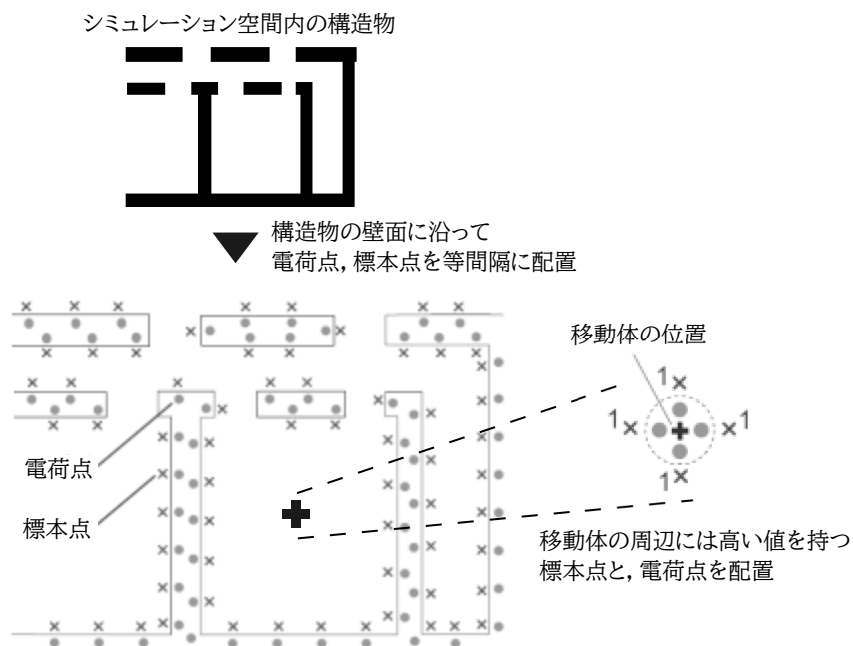 シミュレーション空間内の構造物
構造物の壁面に沿って
電荷点, 標本点を等間隔に配置
移動体の位置
1
1
1
1
電荷点
標本点
移動体の周辺には高い値を持つ
標本点と, 電荷点を配置